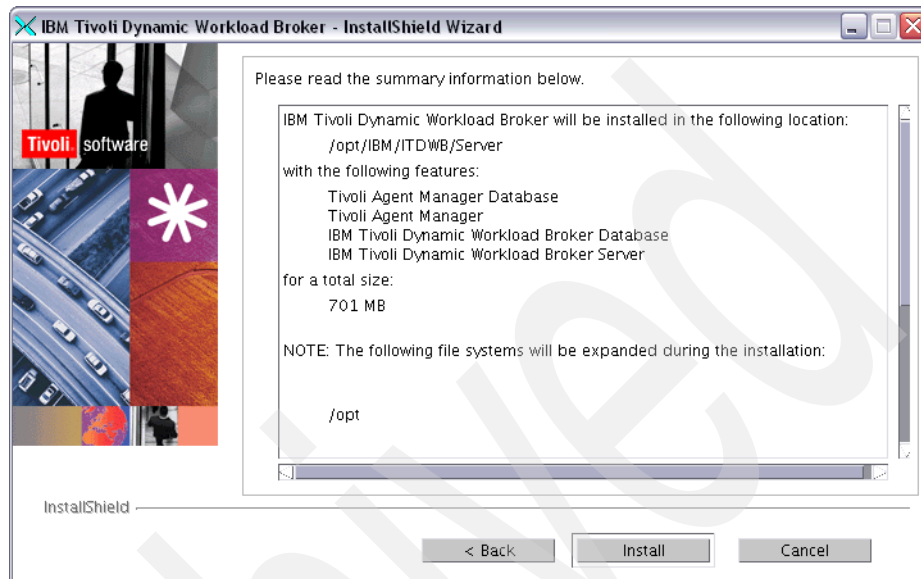 IBM Tivoli Dynamic Workload Broker - InstallShield Wizard
Please read the summary information below.
IBM Tivoli Dynamic Workload Broker will be installed in the following location:
/opt/IBM/ITDWB/Server
with the following features:
Tivoli Agent Manager Database
Tivoli Agent Manager
IBM Tivoli Dynamic Workload Broker Database
IBM Tivoli Dynamic Workload Broker Server
for a total size:
701 MB
NOTE: The following file systems will be expanded during the installation:
/opt
Tivoli. software
InstallShield
< Back Install Cancel